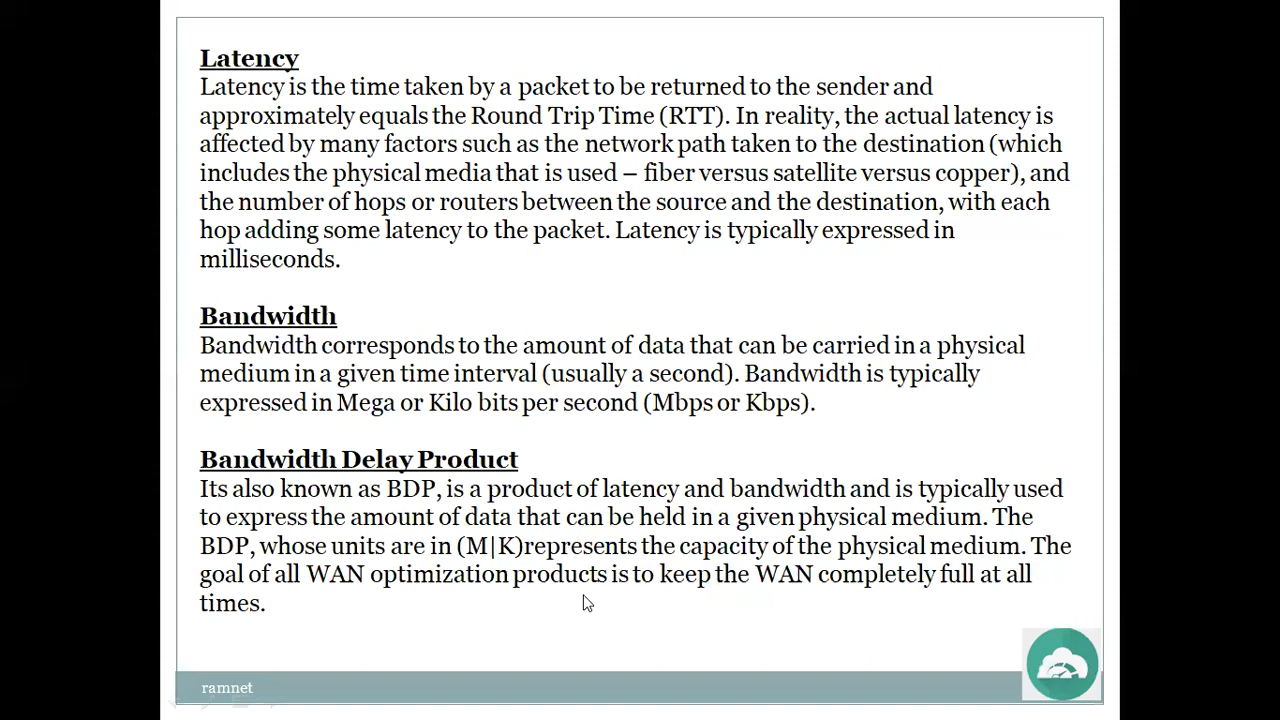 Latency
Latency is the time taken by a packet to be returned to the sender and
approximately equals the Round Trip Time (RTT). In reality, the actual latency is
affected by many factors such as the network path taken to the destination (which
includes the physical media that is used – fiber versus satellite versus copper), and
the number of hops or routers between the source and the destination, with each
hop adding some latency to the packet. Latency is typically expressed in
milliseconds.
Bandwidth
Bandwidth corresponds to the amount of data that can be carried in a physical
medium in a given time interval (usually a second). Bandwidth is typically
expressed in Mega or Kilo bits per second (Mbps or Kbps).
Bandwidth Delay Product
Its also known as BDP, is a product of latency and bandwidth and is typically used
to express the amount of data that can be held in a given physical medium. The
BDP, whose units are in (M|K)represents the capacity of the physical medium. The
goal of all WAN optimization products is to keep the WAN completely full at all
times.
ramnet